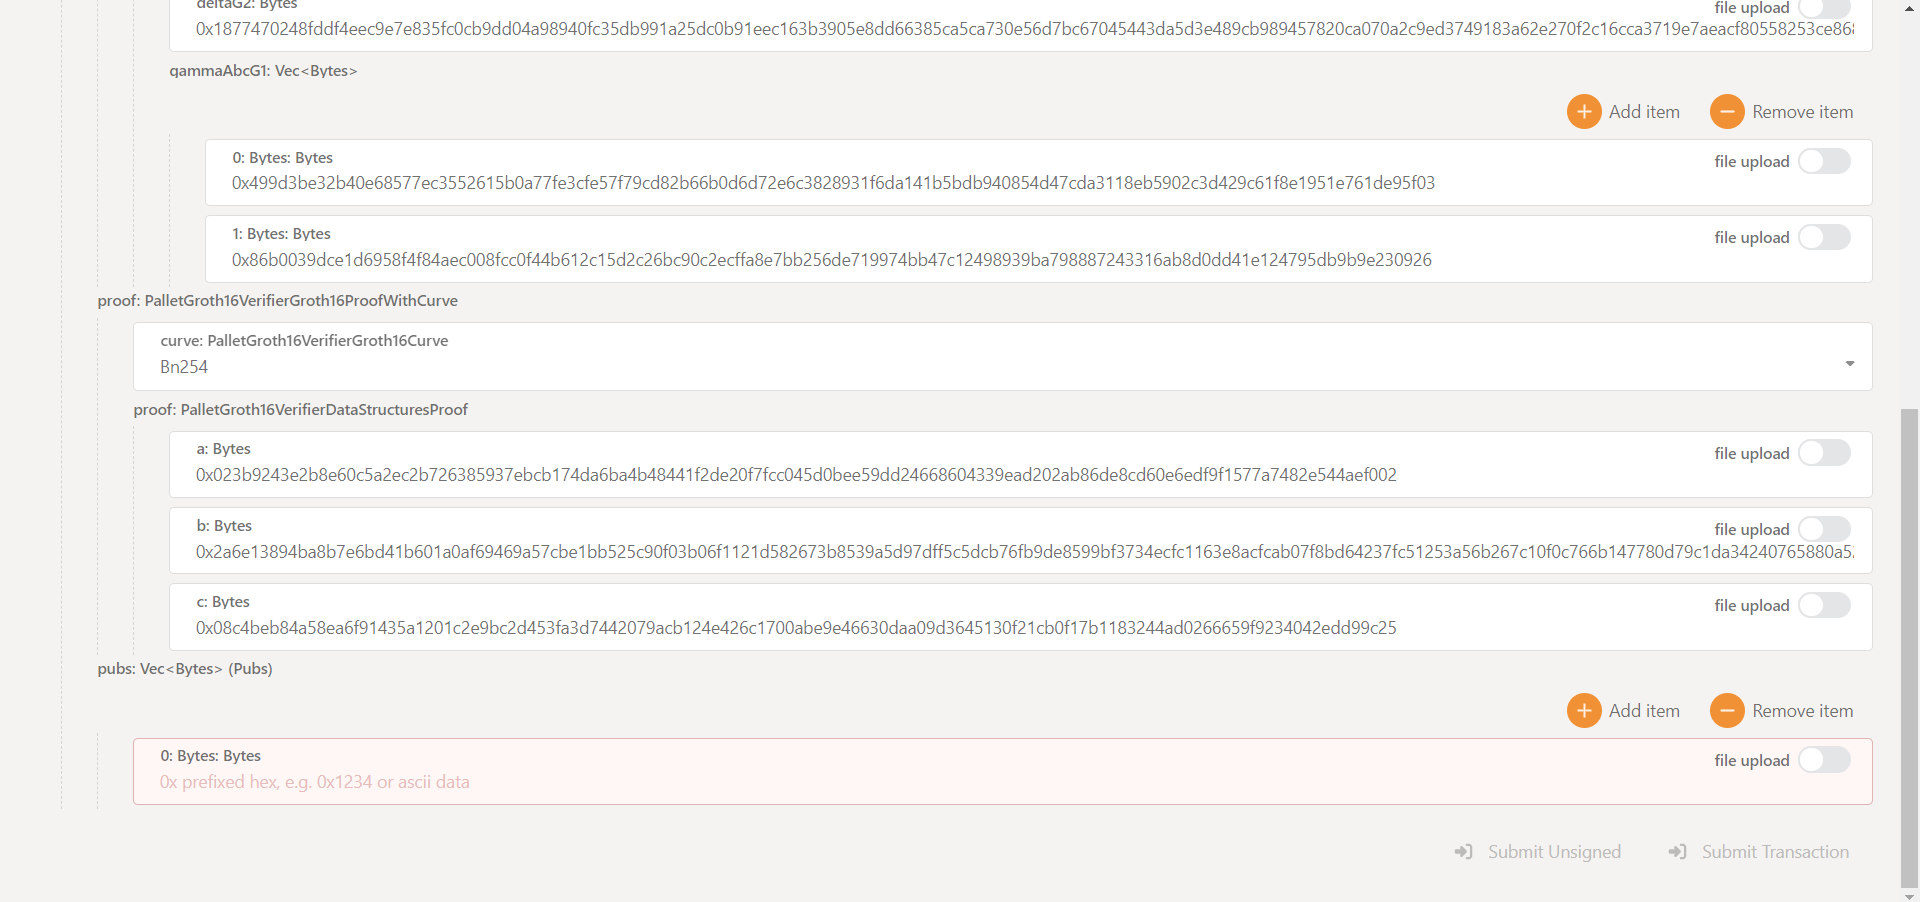 deltaG2: Bytes
file upload
0x1877470248fddf4eec9e7e835fc0cb9dd04a98940fc35db991a25dc0b91eec163b3905e8dd66385ca5ca730e56d7bc67045443da5d3e489cb989457820ca070a2c9ed3749183a62e270f2c16cca3719e7aeacf80558253ce86
gammaAbcG1: Vec<Bytes>
Add item
Remove item
0: Bytes: Bytes
file upload
0x499d3be32b40e68577ec3552615b0a77fe3cfe57f79cd82b66b0d6d72e6c3828931f6da141b5bdb940854d47cda3118eb5902c3d429c61f8e1951e761de95f03
1: Bytes: Bytes
file upload
0x86b0039dce1d6958f4f84aec008fcc0f44b612c15d2c26bc90c2ecffa8e7bb256de719974bb47c12498939ba798887243316ab8d0dd41e124795db9b9e230926
proof: PalletGroth16VerifierGroth16ProofWithCurve
curve: PalletGroth16VerifierGroth16Curve
Bn254
proof: PalletGroth16VerifierDataStructuresProof
a: Bytes
file upload
0x023b9243e2b8e60c5a2ec2b726385937ebcb174da6ba4b48441f2de20f7fcc045d0bee59dd24668604339ead202ab86de8cd60e6edf9f1577a7482e544aef002
b: Bytes
file upload
0x2a6e13894ba8b7e6bd41b601a0af69469a57cbe1bb525c90f03b06f1121d582673b8539a5d97dff5c5dcb76fb9de8599bf3734ecfc1163e8acfcab07f8bd64237fc51253a56b267c10f0c766b147780d79c1da34240765880a5
c: Bytes
file upload
0x08c4beb84a58ea6f91435a1201c2e9bc2d453fa3d7442079acb124e426c1700abe9e46630daa09d3645130f21cb0f17b1183244ad0266659f9234042edd99c25
pubs: Vec<Bytes> (Pubs)
Add item
Remove item
0: Bytes: Bytes
file upload
0x prefixed hex, e.g. 0x1234 or ascii data
Submit Unsigned
Submit Transaction